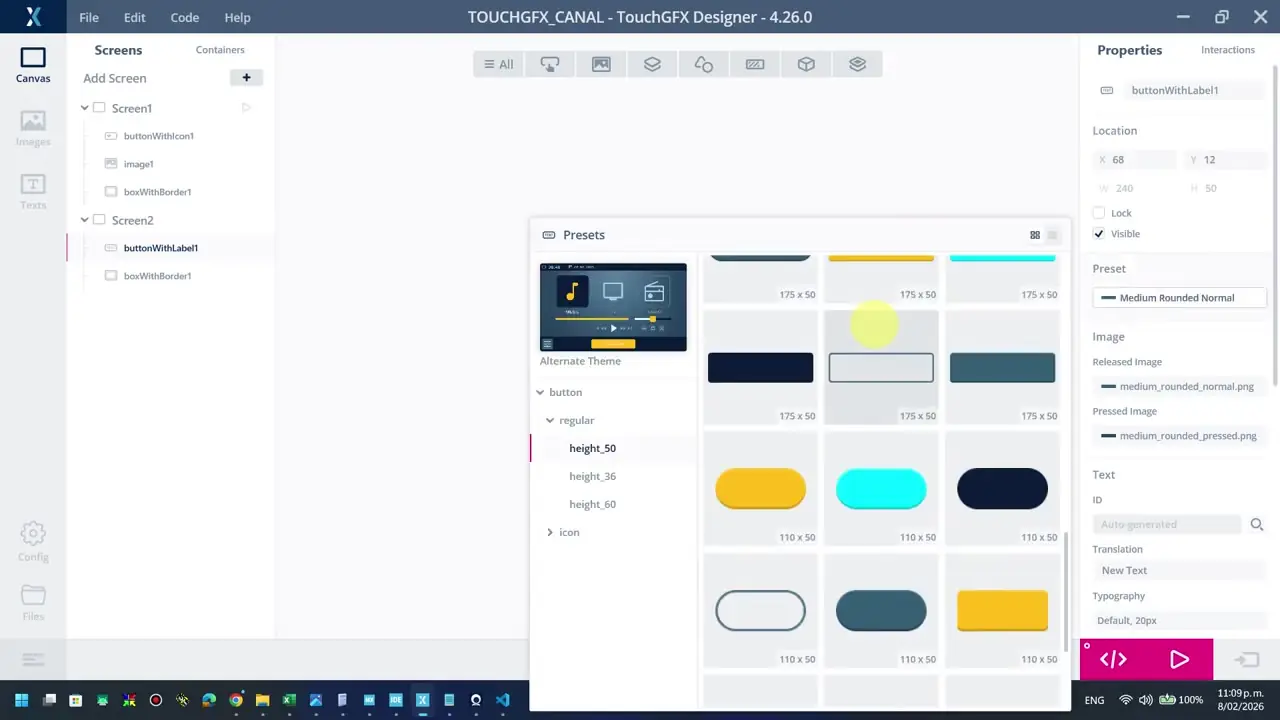 File Edit Code Help
TOUCHGFX_CANAL - TouchGFX Designer - 4.26.0
Canvas
Images
Texts
Config
Files
Screens Containers
Add Screen +
Screen1
buttonWithIcon1
image1
boxWithBorder1
Screen2
buttonWithLabel1
boxWithBorder1
All
Presets
Alternate Theme
button
regular
height_50
height_36
height_60
icon
175 x 50 175 x 50 175 x 50
175 x 50 175 x 50 175 x 50
110 x 50 110 x 50 110 x 50
110 x 50 110 x 50 110 x 50
Properties Interactions
buttonWithLabel1
Location
X 68 Y 12
W 240 H 50
Lock
Visible
Preset
Medium Rounded Normal
Image
Released Image
medium_rounded_normal.png
Pressed Image
medium_rounded_pressed.png
Text
ID
Auto-generated
Translation
New Text
Typography
Default, 20px
ENG 100% 11:09 p. m.
8/02/2026